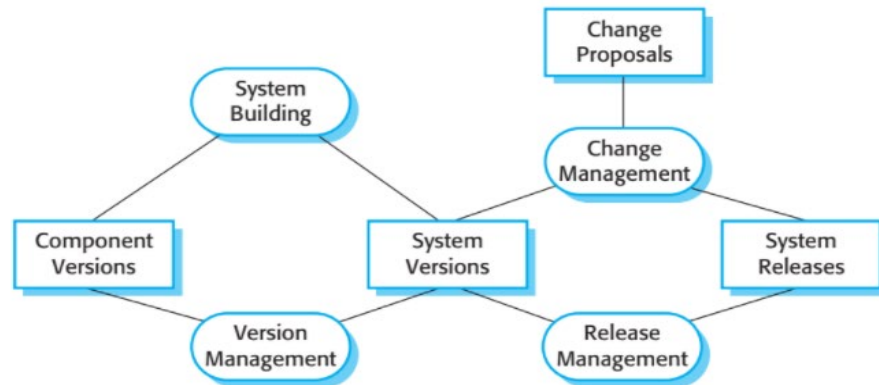 Change
Proposals
System
Building
Change
Management
Component
Versions
System
Versions
System
Releases
Version
Management
Release
Management